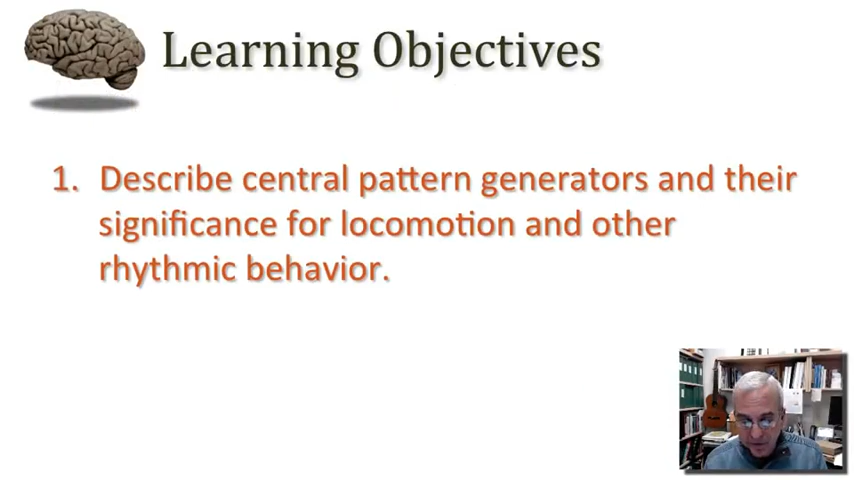 Learning Objectives
1. Describe central pattern generators and their
significance for locomotion and other
rhythmic behavior.